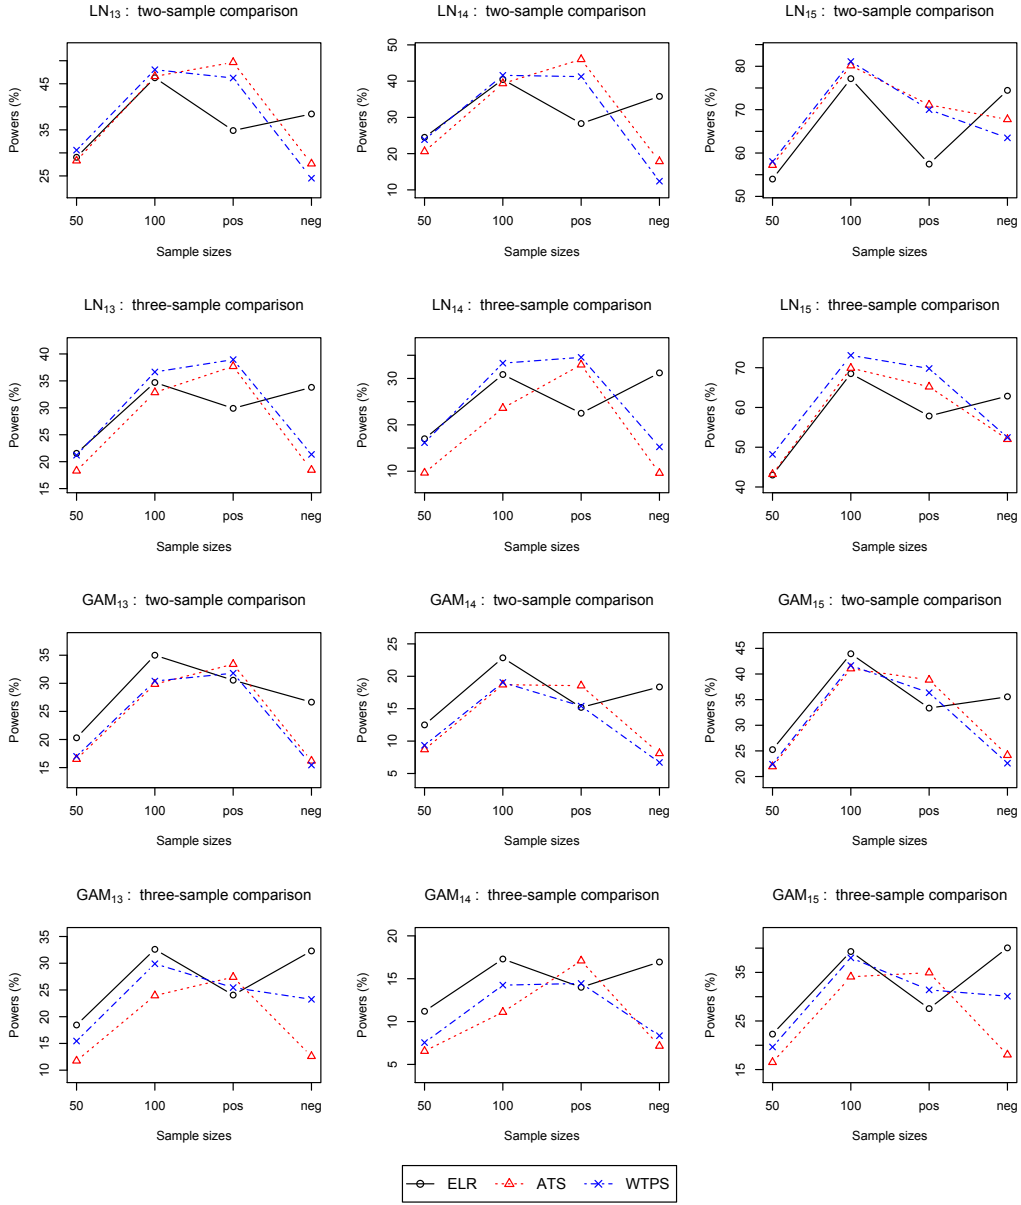 LN13 : two-sample comparison
Powers (%)
25 35 45
50 100 pos neg
Sample sizes
LN14 : two-sample comparison
Powers (%)
10 20 30 40 50
50 100 pos neg
Sample sizes
LN15 : two-sample comparison
Powers (%)
50 60 70 80
50 100 pos neg
Sample sizes
LN13 : three-sample comparison
Powers (%)
15 20 25 30 35 40
50 100 pos neg
Sample sizes
LN14 : three-sample comparison
Powers (%)
10 20 30
50 100 pos neg
Sample sizes
LN15 : three-sample comparison
Powers (%)
40 50 60 70
50 100 pos neg
Sample sizes
GAM13 : two-sample comparison
Powers (%)
15 20 25 30 35
50 100 pos neg
Sample sizes
GAM14 : two-sample comparison
Powers (%)
5 10 15 20 25
50 100 pos neg
Sample sizes
GAM15 : two-sample comparison
Powers (%)
20 25 30 35 40 45
50 100 pos neg
Sample sizes
GAM13 : three-sample comparison
Powers (%)
10 15 20 25 30 35
50 100 pos neg
Sample sizes
GAM14 : three-sample comparison
Powers (%)
5 10 15 20
50 100 pos neg
Sample sizes
GAM15 : three-sample comparison
Powers (%)
15 25 35
50 100 pos neg
Sample sizes
ELR ATS WTPS